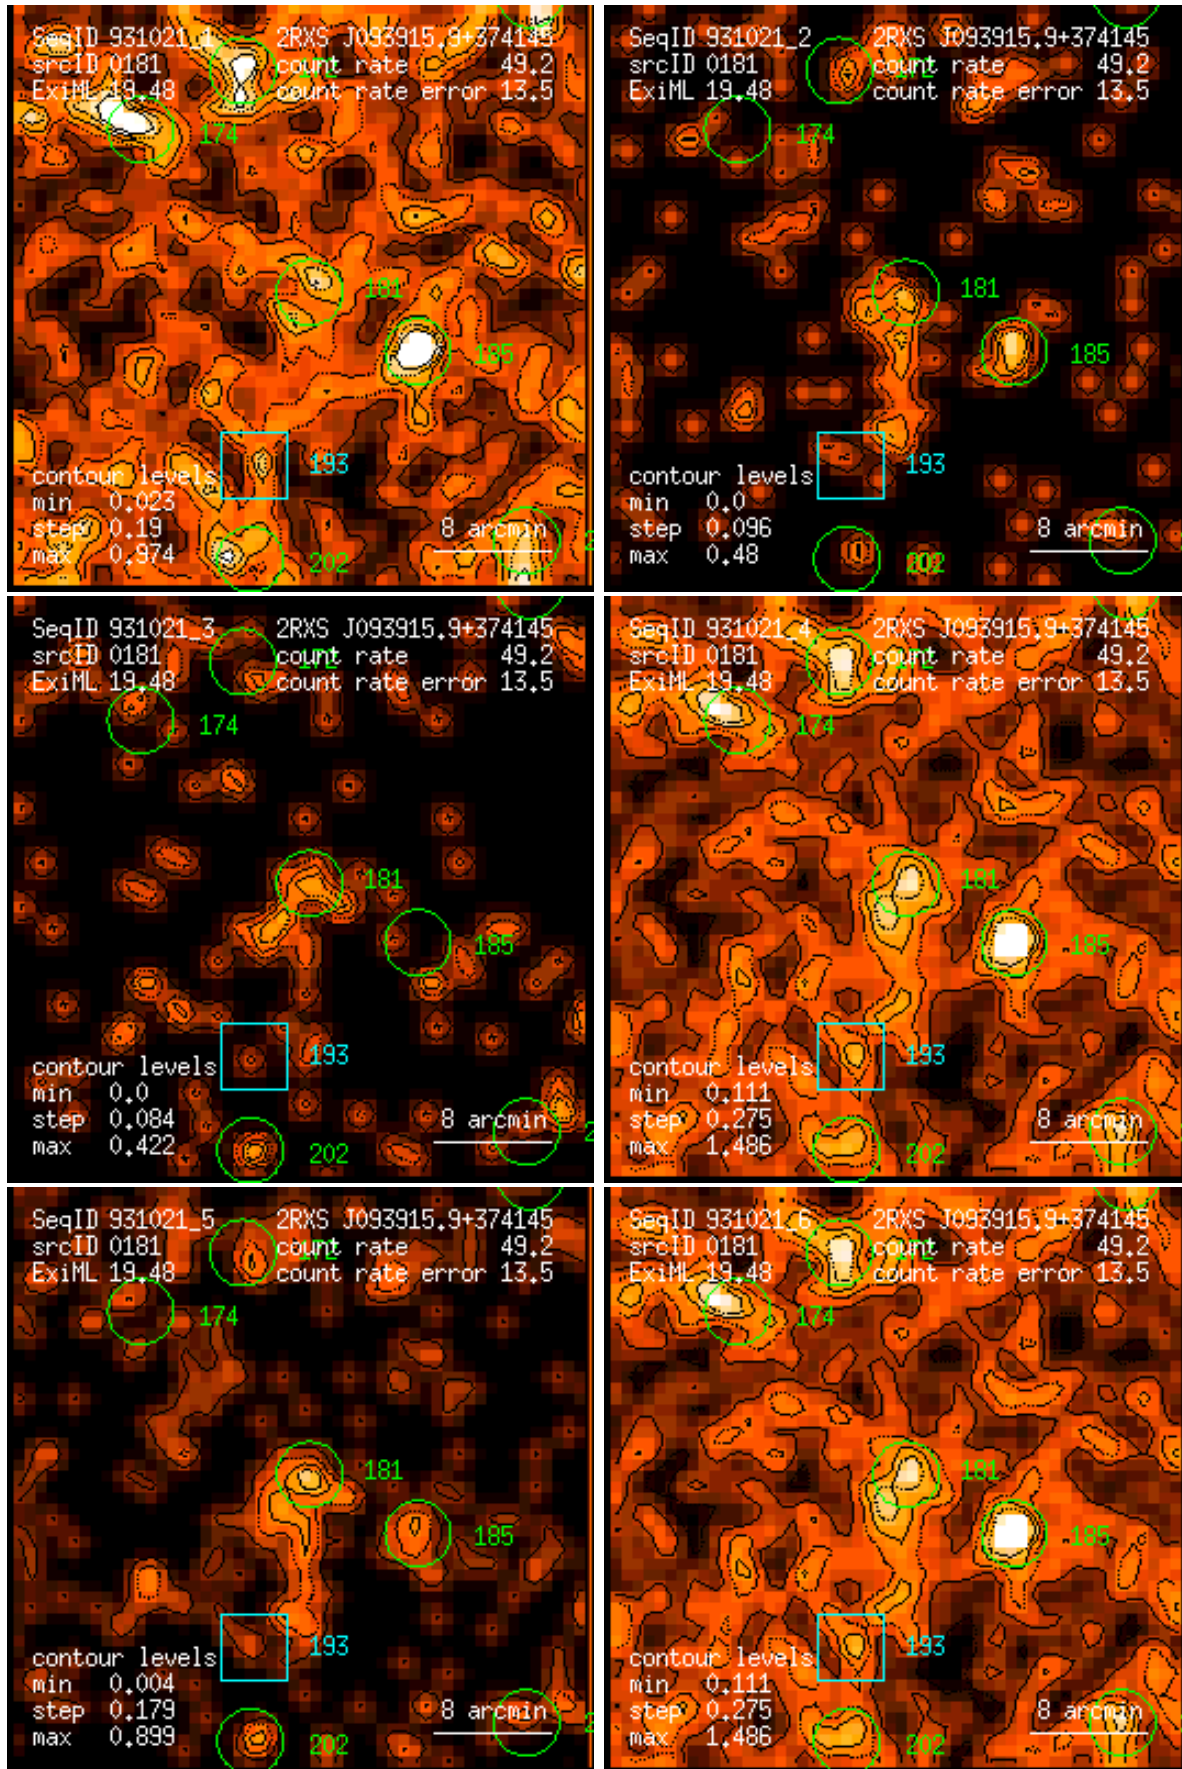 SeqID 931021_1 2RXS J093915.9+374145
srcID 0181 count rate 49.2
172
ExiML 19.48 count rate error 13.5
174
181
185
193
contour levels
min 0.023
step 0.19 8 arcmin
max 0.974 202
SeqID 931021_2 2RXS J093915.9+374145
srcID 0181 count rate 49.2
ExiML 19.48 count rate error 13.5
174
181
185
193
contour levels
min 0.0
step 0.096 8 arcmin
max 0.48
SeqID 931021_3 2RXS J093915.9+374145
srcID 0181 count rate 49.2
172
ExiML 19.48 count rate error 13.5
174
181
185
193
contour levels
min 0.0
step 0.084 8 arcmin
max 0.422 202
SeqID 931021_4 2RXS J093915.9+374145
srcID 0181 count rate 49.2
172
ExiML 19.48 count rate error 13.5
174
181
185
193
contour levels
min 0.111
step 0.275 8 arcmin
max 1.486 202
SeqID 931021_5 2RXS J093915.9+374145
srcID 0181 count rate 49.2
172
ExiML 19.48 count rate error 13.5
174
181
185
193
contour levels
min 0.004
step 0.179 8 arcmin
max 0.899 202
SeqID 931021_6 2RXS J093915.9+374145
srcID 0181 count rate 49.2
172
ExiML 19.48 count rate error 13.5
174
181
185
193
contour levels
min 0.111
step 0.275 8 arcmin
max 1.486 202